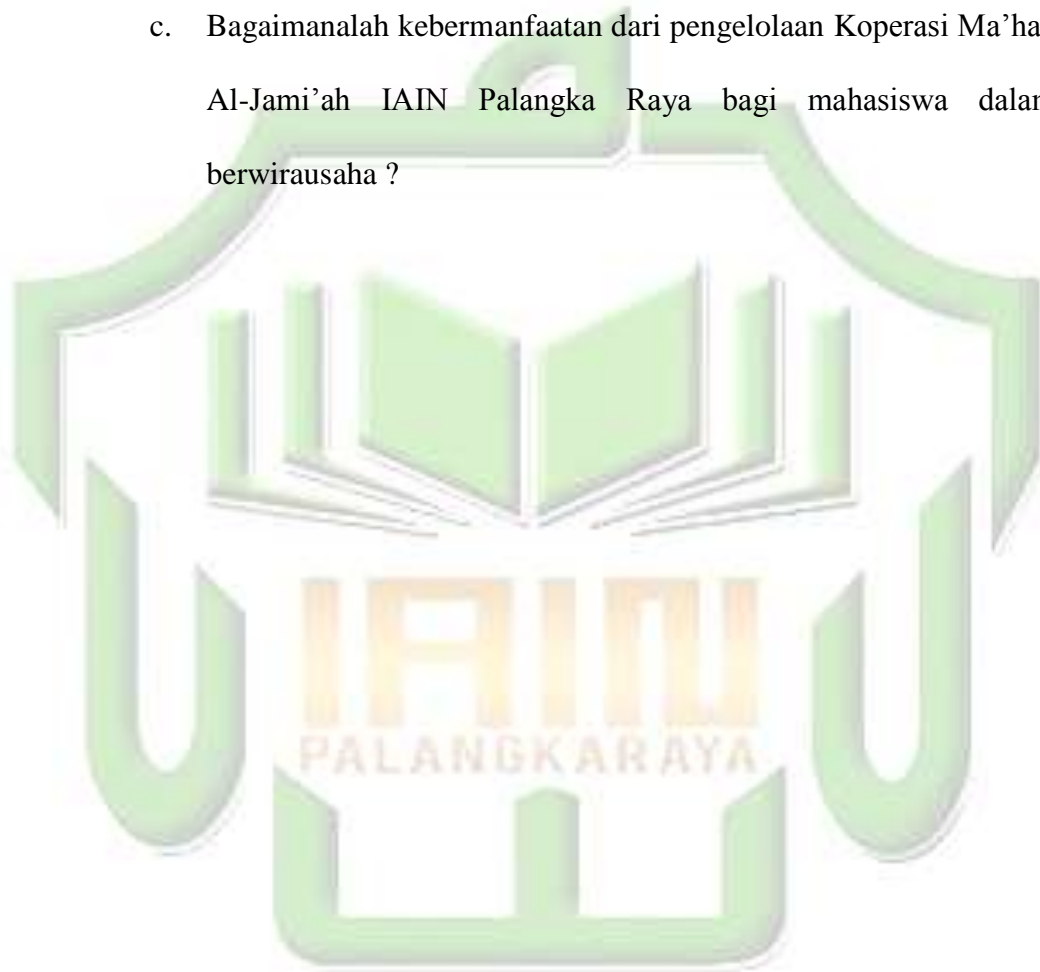 c. Bagaimanalah kebermanfaatan dari pengelolaan Koperasi Ma’ha
Al-Jami’ah IAIN Palangka Raya bagi mahasiswa dalam
berwirausaha ?
IAIN
PALANGKARAYA